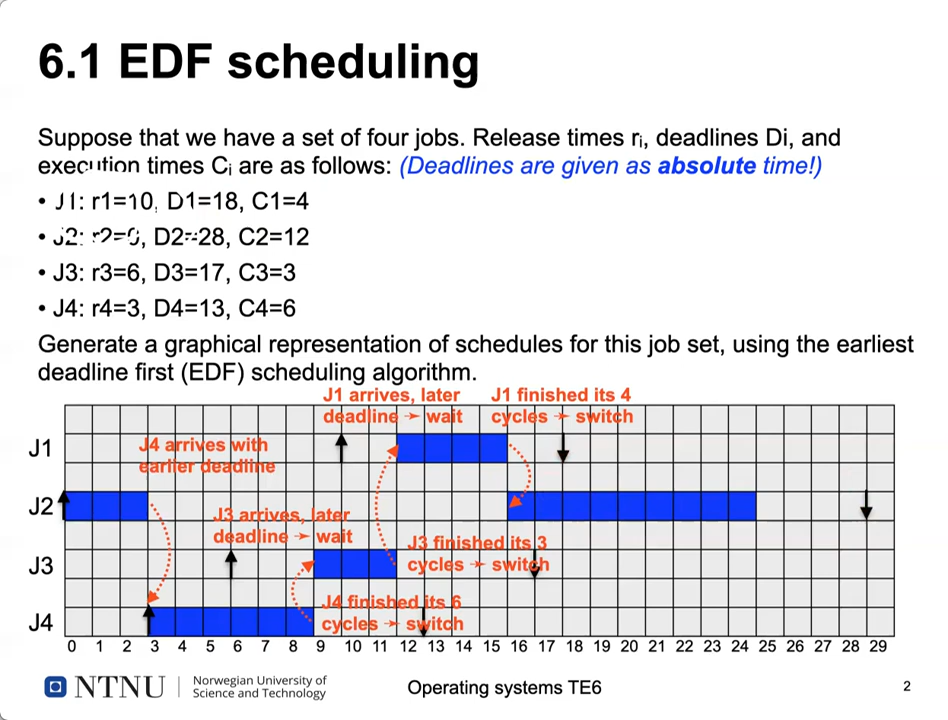 6.1 EDF scheduling
Suppose that we have a set of four jobs. Release times ri, deadlines Di, and
execution times Ci are as follows: (Deadlines are given as absolute time!)
• J1: r1=10, D1=18, C1=4
• J2: r2=0, D2=28, C2=12
• J3: r3=6, D3=17, C3=3
• J4: r4=3, D4=13, C4=6
Generate a graphical representation of schedules for this job set, using the earliest
deadline first (EDF) scheduling algorithm.
J1 arrives, later
deadline → wait
J1 finished its 4
cycles → switch
J1
J4 arrives with
earlier deadline
J2
J3 arrives, later
deadline → wait
J3
J3 finished its 3
cycles → switch
J4
J4 finished its 6
cycles → switch
0 1 2 3 4 5 6 7 8 9 10 11 12 13 14 15 16 17 18 19 20 21 22 23 24 25 26 27 28 29
NTNU
Norwegian University of
Science and Technology
Operating systems TE6
2